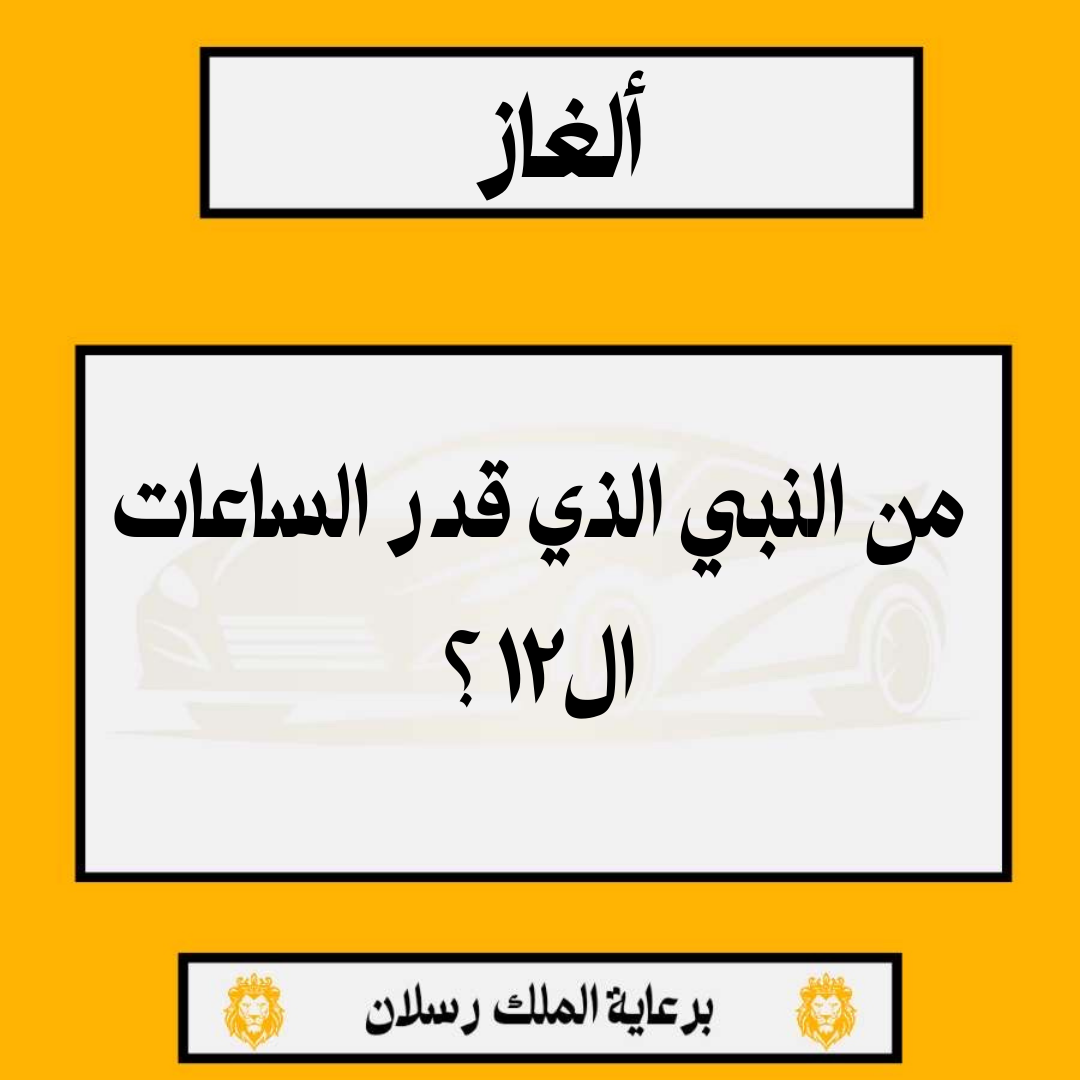 ألغاز
من النبي الذي قدر الساعات
ال١٢ ؟
برعاية الملك رسلان